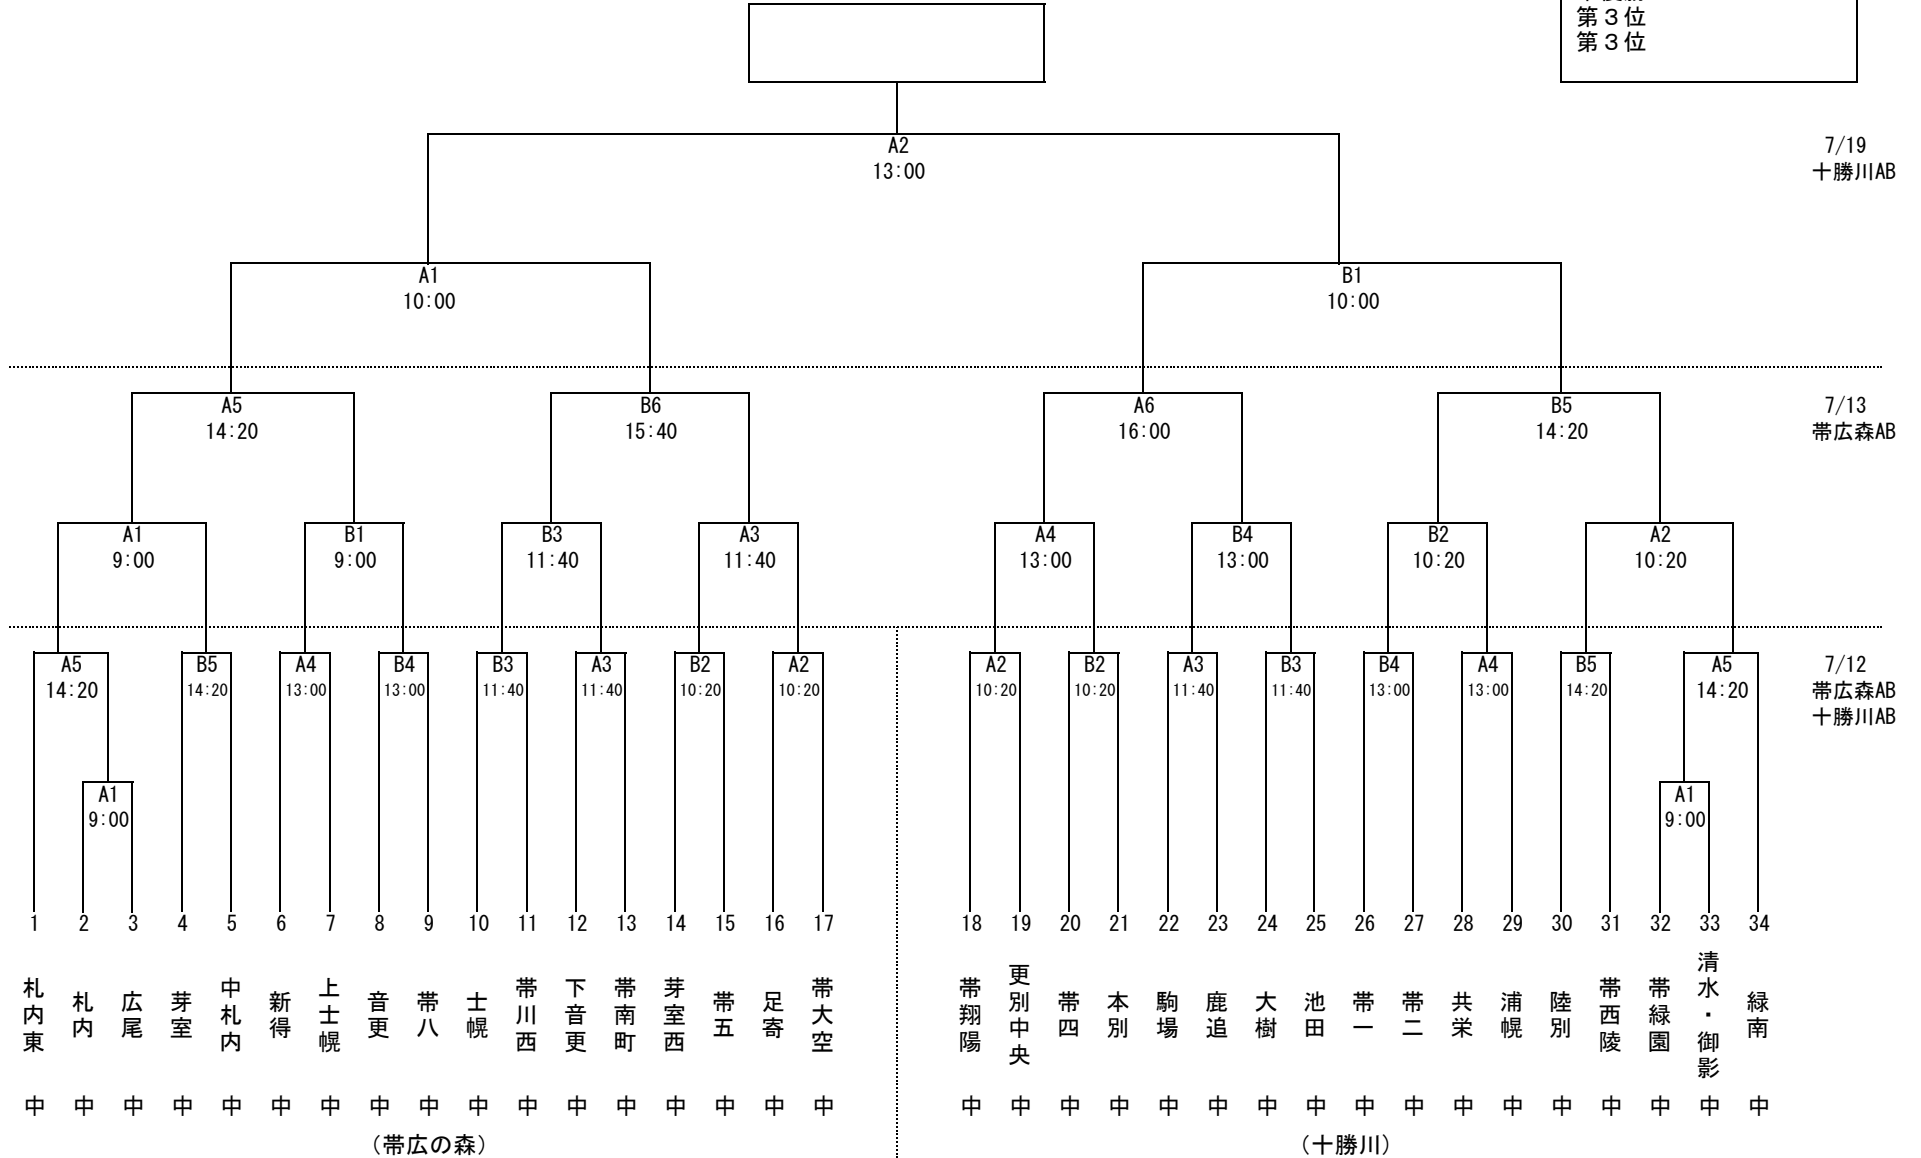 第３位
第３位
A2
13:00
7/19
十勝川AB
A1
10:00
B1
10:00
A5
14:20
B6
15:40
A6
16:00
B5
14:20
7/13
帯広森AB
A1
9:00
B1
9:00
B3
11:40
A3
11:40
A4
13:00
B4
13:00
B2
10:20
A2
10:20
A5
14:20
B5
14:20
A4
13:00
B4
13:00
B3
11:40
A3
11:40
B2
10:20
A2
10:20
A2
10:20
B2
10:20
A3
11:40
B3
11:40
B4
13:00
A4
13:00
B5
14:20
A5
14:20
7/12
帯広森AB
十勝川AB
A1
9:00
A1
9:00
1 2 3 4 5 6 7 8 9 10 11 12 13 14 15 16 17 18 19 20 21 22 23 24 25 26 27 28 29 30 31 32 33 34
札内東中
札内中
広尾中
芽室中
中札内中
新得中
上士幌中
音更中
帯八中
士幌中
帯川西中
下音更中
帯南町中
芽室西中
帯五中
足寄中
帯大空中
帯翔陽中
更別中央中
帯四中
本別中
駒場中
鹿追中
大樹中
池田中
帯一中
帯二中
共栄中
浦幌中
陸別中
帯西陵中
帯緑園中
清水・御影中
緑南中
（帯広の森）
（十勝川）